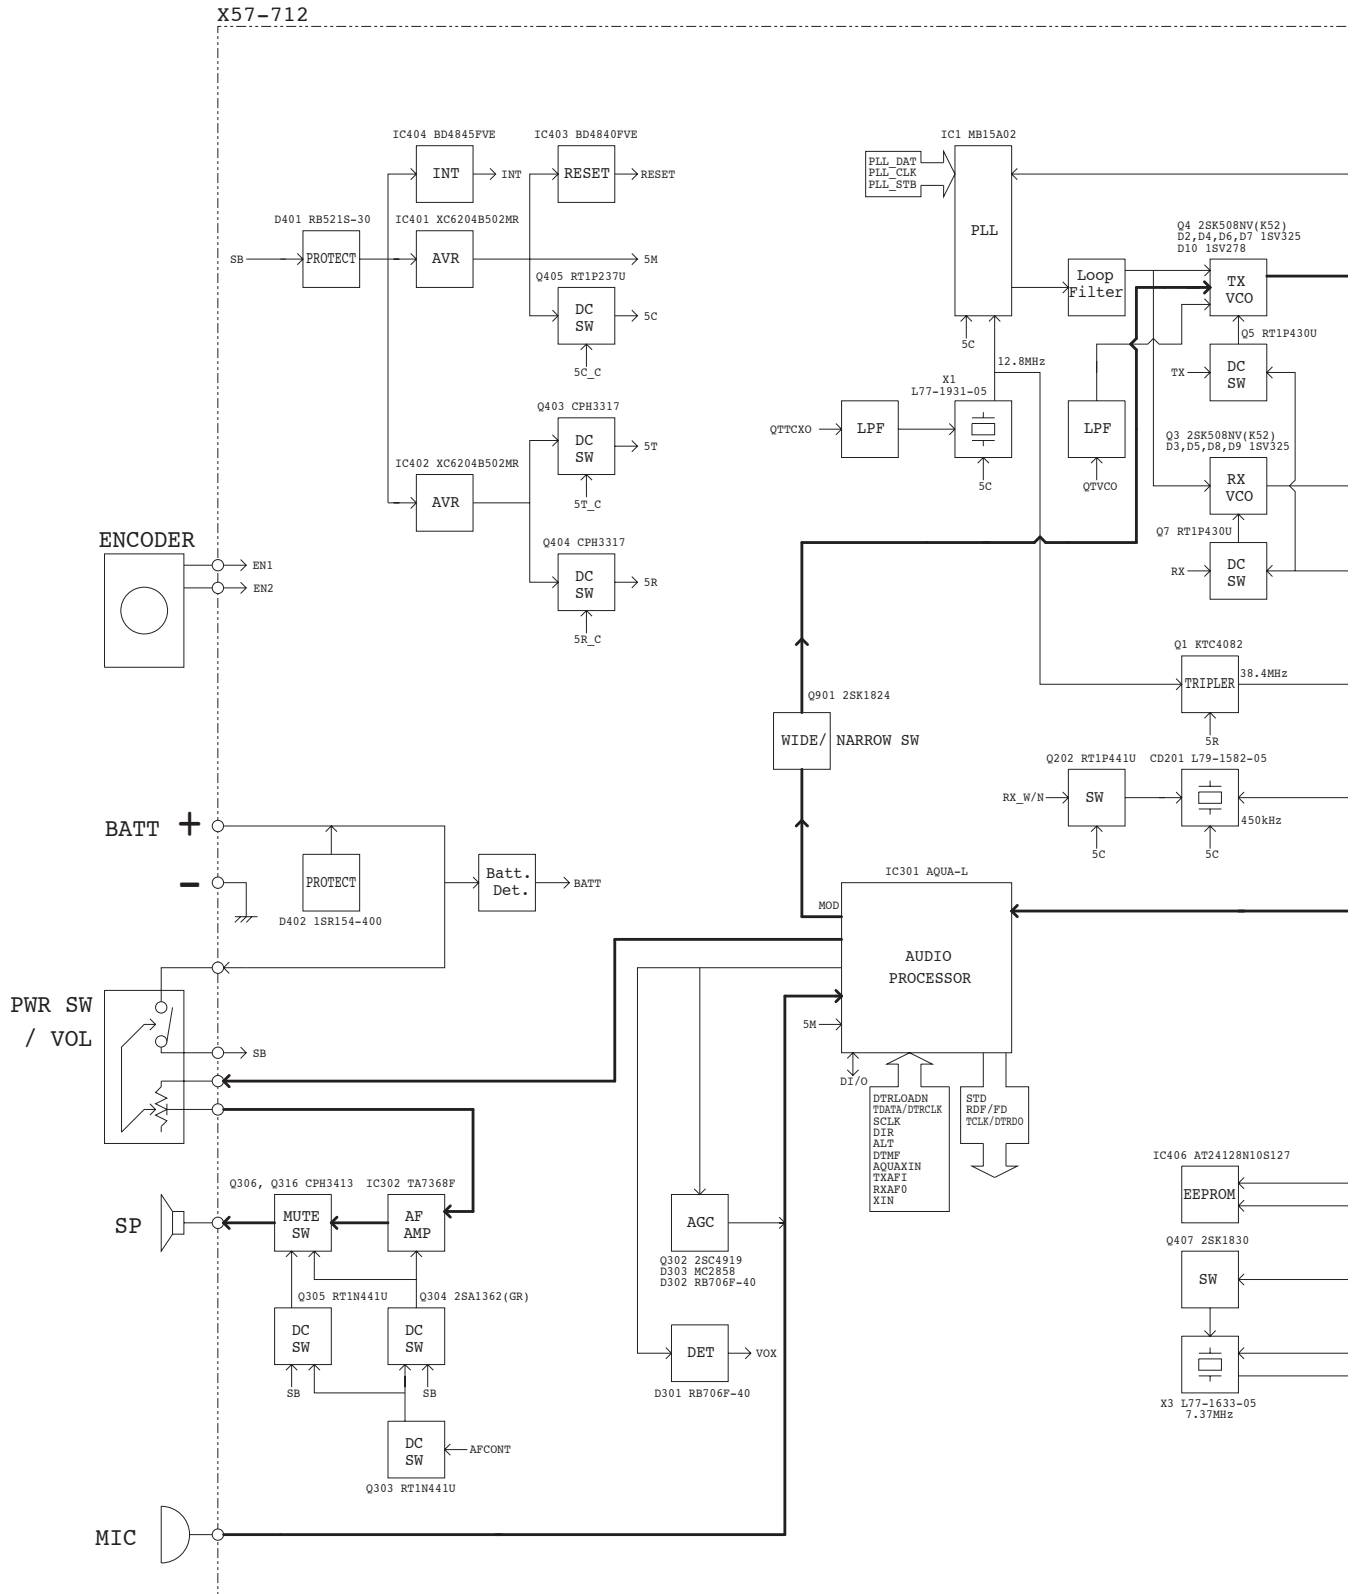 X57-712
IC404 BD4845FVE
IC403 BD4840FVE
INT
INT
RESET
RESET
D401 RB521S-30
IC401 XC6204B502MR
SB
PROTECT
AVR
5M
Q405 RT1P237U
DC
SW
5C
5C_C
Q403 CPH3317
DC
SW
5T
5T_C
IC402 XC6204B502MR
AVR
Q404 CPH3317
DC
SW
5R
5R_C
IC1 MB15A02
PLL_DAT
PLL_CLK
PLL_STB
PLL
5C
Loop
Filter
Q4 2SK508NV(K52)
D2,D4,D6,D7 1SV325
D10 1SV278
TX
VCO
Q5 RT1P430U
TX
DC
SW
12.8MHz
X1
L77-1931-05
QTTCXO
LPF
5C
LPF
QTVCO
Q3 2SK508NV(K52)
D3,D5,D8,D9 1SV325
RX
VCO
Q7 RT1P430U
RX
DC
SW
ENCODER
EN1
EN2
Q1 KTC4082
TRIPLER
38.4MHz
5R
Q901 2SK1824
WIDE/ NARROW SW
Q202 RT1P441U
CD201 L79-1582-05
RX_W/N
SW
5C
450kHz
5C
BATT + 
-
PROTECT
D402 1SR154-400
Batt.
Det.
BATT
IC301 AQUA-L
MOD
AUDIO
PROCESSOR
5M
DI/O
DTRLOADN
TDATA/DTRCLK
SCLK
DIR
ALT
DTMF
AQUAXIN
TXAFI
RXAFO
XIN
STD
RDF/FD
TCLK/DTRDO
PWR SW
/ VOL
SB
Q306, Q316 CPH3413
IC302 TA7368F
SP
MUTE
SW
AF
AMP
Q305 RT1N441U
Q304 2SA1362(GR)
DC
SW
DC
SW
SB
SB
DC
SW
AFCONT
Q303 RT1N441U
AGC
Q302 2SC4919
D303 MC2858
D302 RB706F-40
DET
VOX
D301 RB706F-40
IC406 AT24128N10S127
EEPROM
Q407 2SK1830
SW
X3 L77-1633-05
7.37MHz
MIC